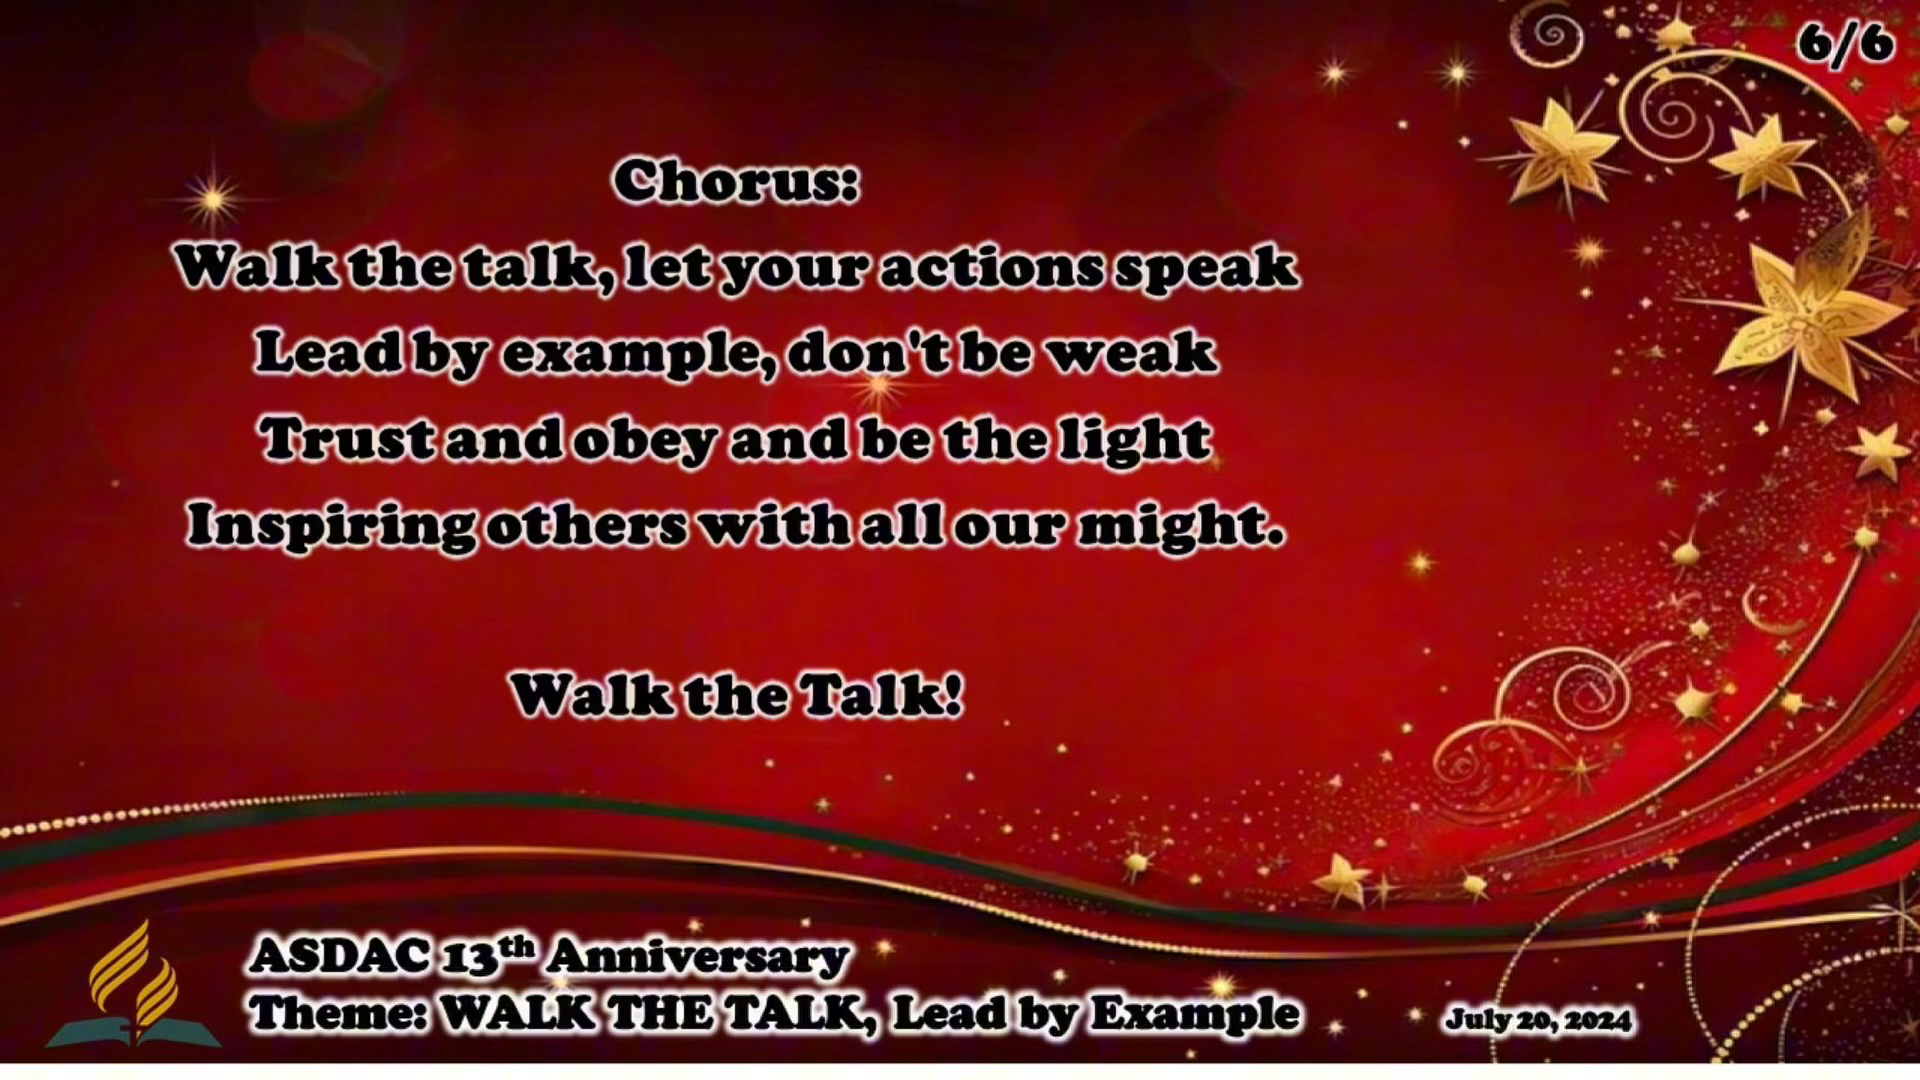 6/6
Chorus:
Walk the talk, let your actions speak
Lead by example, don't be weak
Trust and obey and be the light
Inspiring others with all our might.
Walk the Talk!
ASDAC 13th Anniversary
Theme: WALK THE TALK, Lead by Example
July 20, 2024